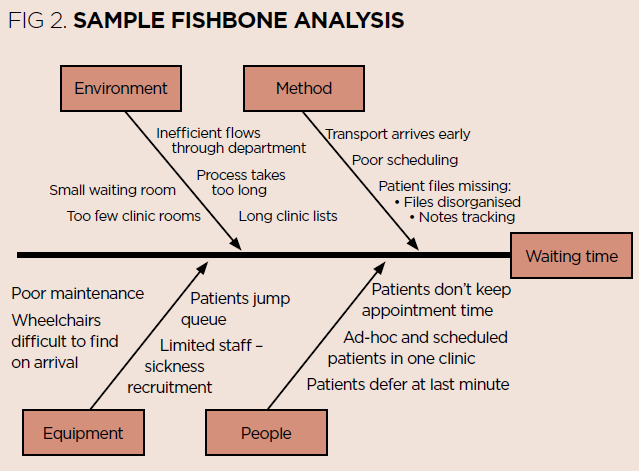 FIG 2. SAMPLE FISHBONE ANALYSIS
Environment
Method
Inefficient flows
through department
Process takes
too long
Small waiting room
Too few clinic rooms
Long clinic lists
Transport arrives early
Poor scheduling
Patient files missing:
• Files disorganised
• Notes tracking
Waiting time
Poor maintenance
Wheelchairs
difficult to find
on arrival
Patients jump
queue
Limited staff –
sickness
recruitment
Patients don’t keep
appointment time
Ad-hoc and scheduled
patients in one clinic
Patients defer at last minute
Equipment
People